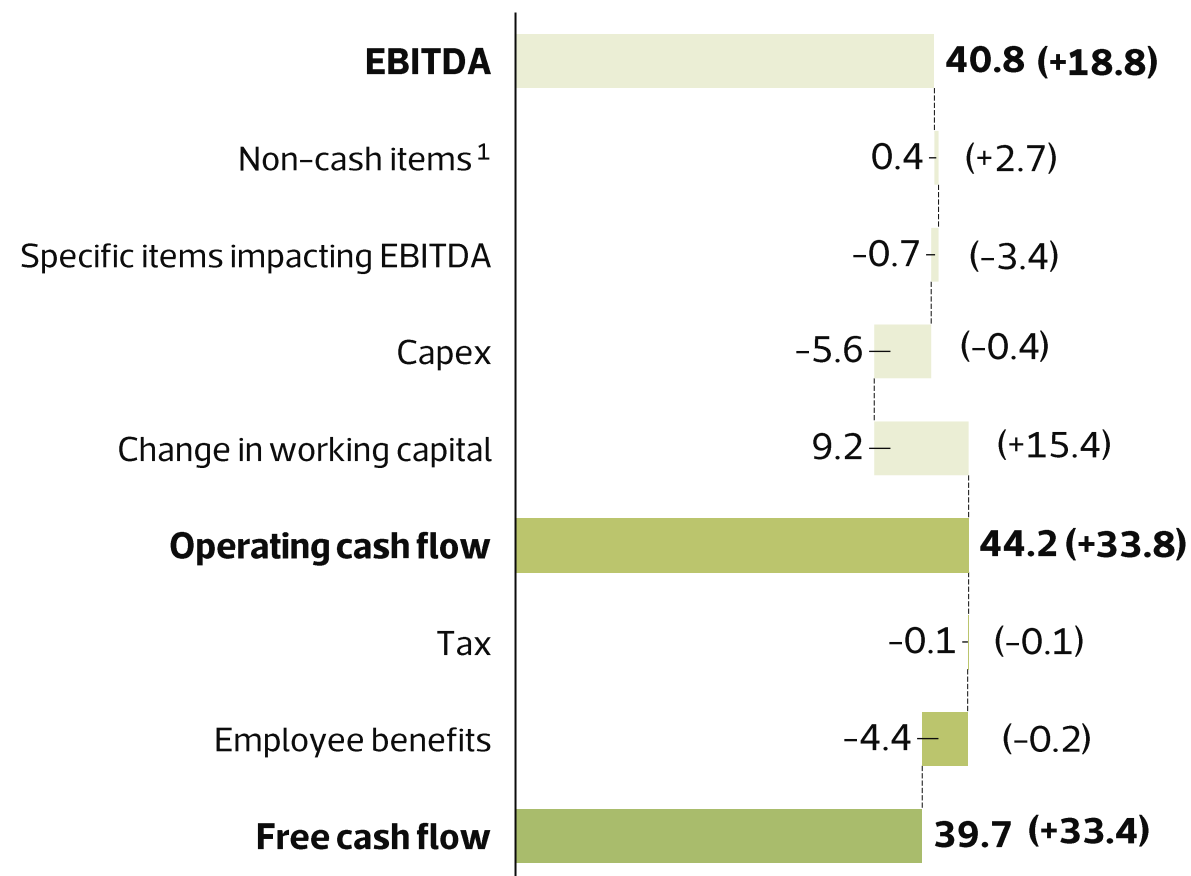 EBITDA 40.8 (+18.8)
Non-cash items¹ 0.4 (+2.7)
Specific items impacting EBITDA -0.7 (-3.4)
Capex -5.6 (-0.4)
Change in working capital 9.2 (+15.4)
Operating cash flow 44.2 (+33.8)
Tax -0.1 (-0.1)
Employee benefits -4.4 (-0.2)
Free cash flow 39.7 (+33.4)